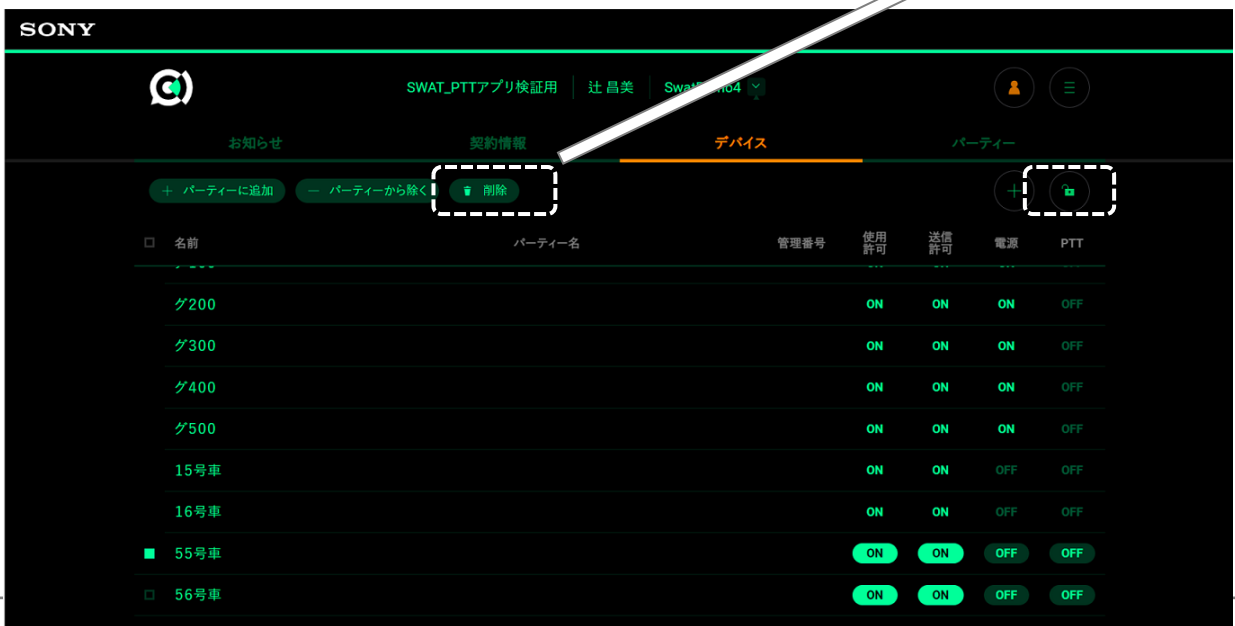 SONY
SWAT_PTTアプリ検証用 辻 昌美
お知らせ 契約情報 デバイス パーティー
＋ パーティーに追加 － パーティーから除く 削除
名前 パーティー名 管理番号 使用許可 送信許可 電源 PTT
グ200 ON ON ON OFF
グ300 ON ON ON OFF
グ400 ON ON ON OFF
グ500 ON ON ON OFF
15号車 ON ON OFF OFF
16号車 ON ON OFF OFF
55号車 ON ON OFF OFF
56号車 ON ON OFF OFF